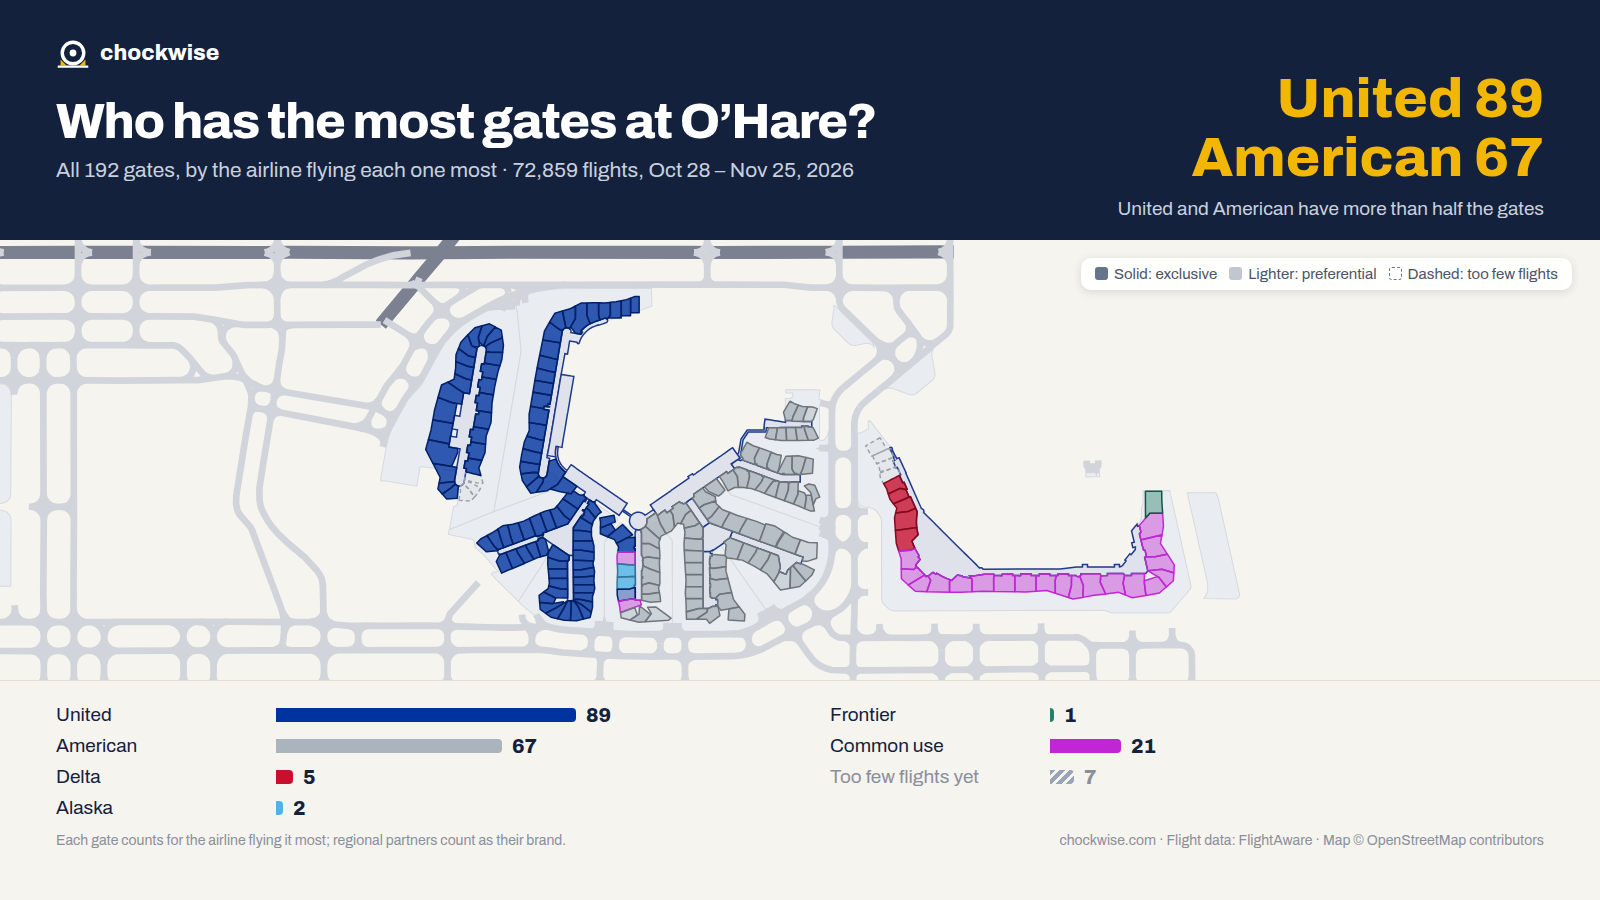 chockwise
Who has the most gates at O’Hare?
All 192 gates, by the airline flying each one most · 72,859 flights, Oct 28 – Nov 25, 2026
United 89
American 67
United and American have more than half the gates
Solid: exclusive Lighter: preferential Dashed: too few flights
United 89
American 67
Delta 5
Alaska 2
Frontier 1
Common use 21
Too few flights yet 7
Each gate counts for the airline flying it most; regional partners count as their brand.
chockwise.com · Flight data: FlightAware · Map © OpenStreetMap contributors